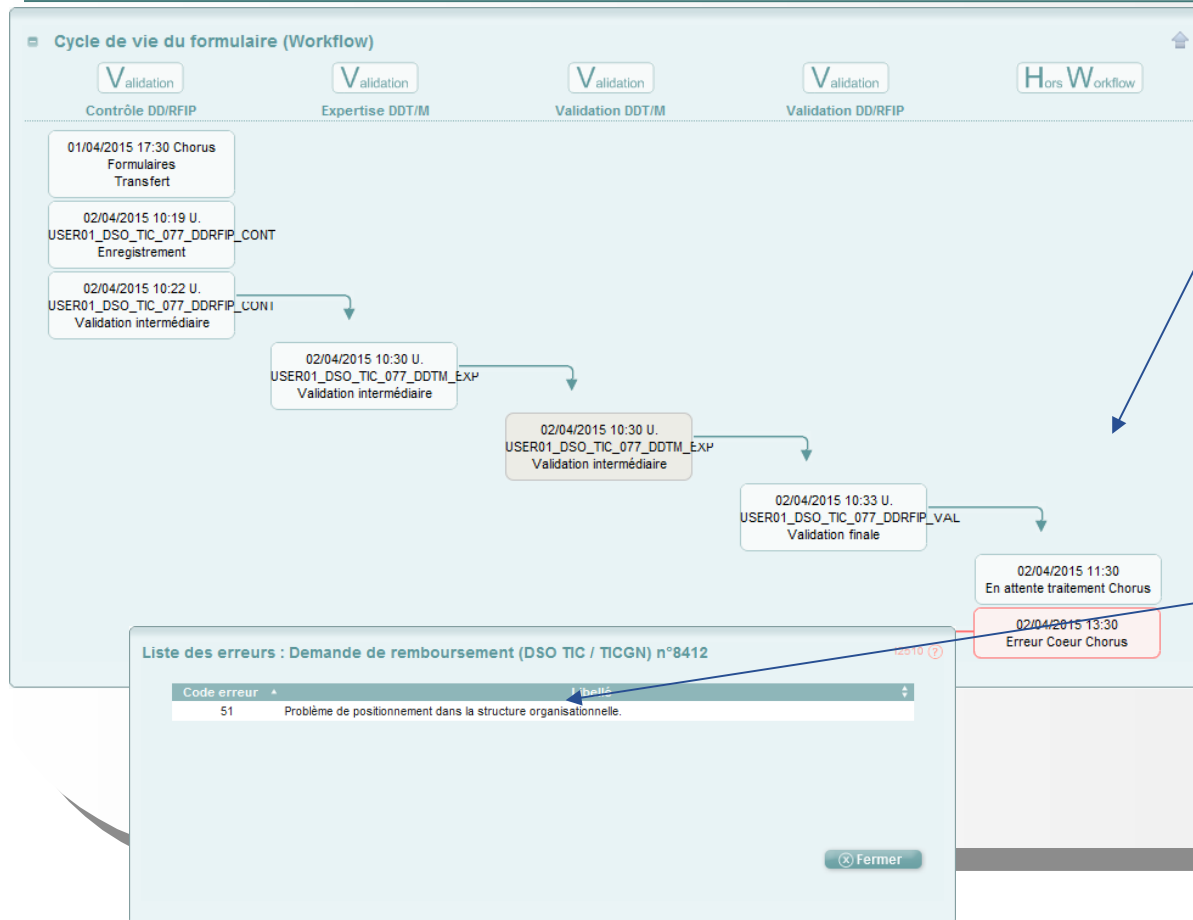 Cycle de vie du formulaire (Workflow)
Validation Validation Validation Validation Hors Workflow
Contrôle DD/RFIP Expertise DDT/M Validation DDT/M Validation DD/RFIP
01/04/2015 17:30 Chorus
Formulaires
Transfert
02/04/2015 10:19 U.
USER01_DSO_TIC_077_DDRFIP_CONT
Enregistrement
02/04/2015 10:22 U.
USER01_DSO_TIC_077_DDRFIP_CONT
Validation intermédiaire
02/04/2015 10:30 U.
USER01_DSO_TIC_077_DDTM_EXP
Validation intermédiaire
02/04/2015 10:30 U.
USER01_DSO_TIC_077_DDTM_EXP
Validation intermédiaire
02/04/2015 10:33 U.
USER01_DSO_TIC_077_DDRFIP_VAL
Validation finale
02/04/2015 11:30
En attente traitement Chorus
02/04/2015 13:30
Erreur Coeur Chorus
Liste des erreurs : Demande de remboursement (DSO TIC / TICGN) n°8412
Code erreur Libellé
51 Problème de positionnement dans la structure organisationnelle.
Fermer